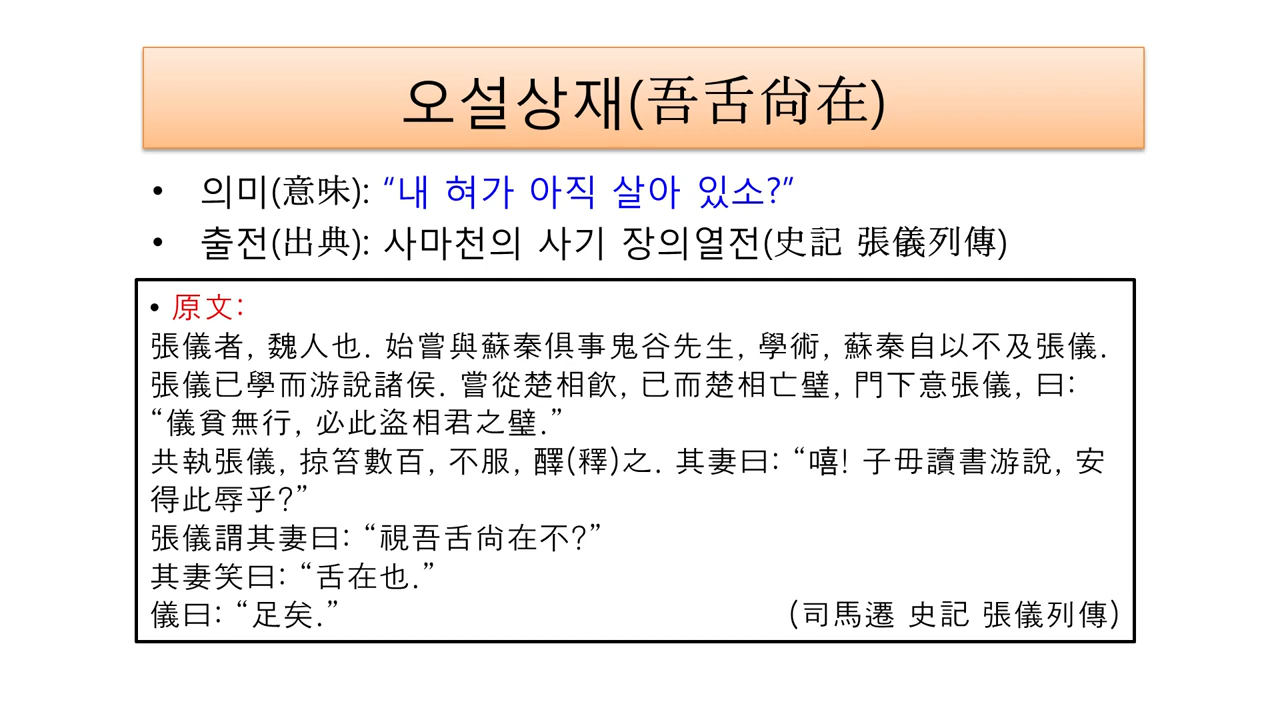 오설상재(吾舌尙在)
• 의미(意味): “내 혀가 아직 살아 있소?”
• 출전(出典): 사마천의 사기 장의열전(史記 張儀列傳)
• 原文:
張儀者, 魏人也. 始嘗與蘇秦俱事鬼谷先生, 學術, 蘇秦自以不及張儀.
張儀已學而游說諸侯. 嘗從楚相飮, 已而楚相亡璧, 門下意張儀, 曰:
“儀貧無行, 必此盜相君之璧.”
共執張儀, 掠笞數百, 不服, 醳(釋)之. 其妻曰: “嘻! 子毋讀書游說, 安
得此辱乎?”
張儀謂其妻曰: “視吾舌尙在不?”
其妻笑曰: “舌在也.”
儀曰: “足矣.” (司馬遷 史記 張儀列傳)